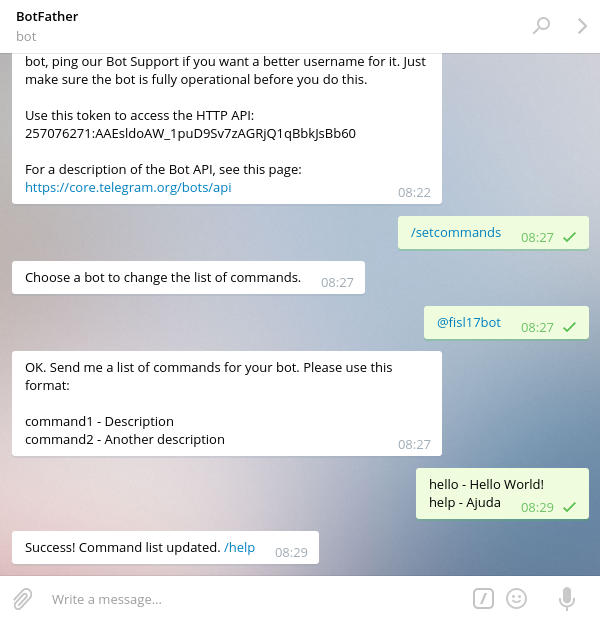 BotFather
bot
bot, ping our Bot Support if you want a better username for it. Just
make sure the bot is fully operational before you do this.
Use this token to access the HTTP API:
257076271:AAEsldoAW_1puD9Sv7zAGRjQ1qBbkJsBb60
For a description of the Bot API, see this page:
https://core.telegram.org/bots/api
08:22
/setcommands 08:27
Choose a bot to change the list of commands. 08:27
@fisl17bot 08:27
OK. Send me a list of commands for your bot. Please use this
format:
command1 - Description
command2 - Another description
08:27
hello - Hello World!
help - Ajuda 08:29
Success! Command list updated. /help 08:29
Write a message...